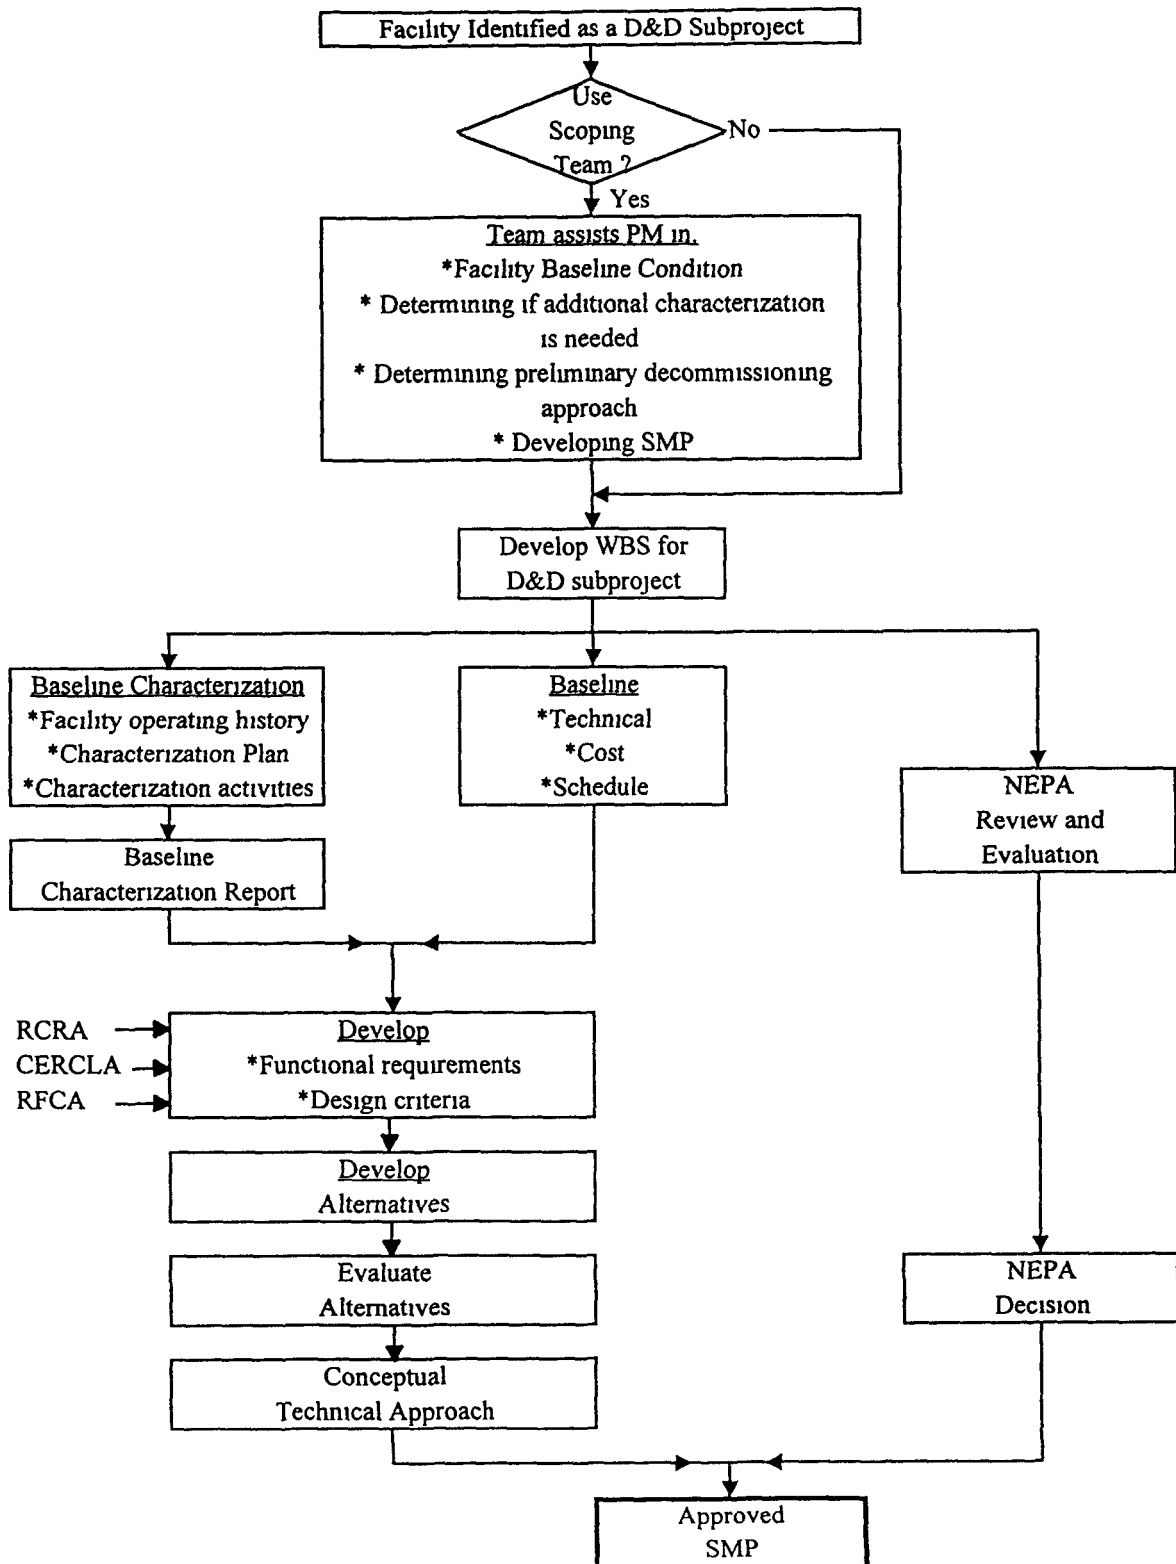 Facility Identified as a D&D Subproject
Use
Scoping
Team ?
No
Yes
Team assists PM in.
*Facility Baseline Condition
* Determining if additional characterization
is needed
* Determining preliminary decommissioning
approach
* Developing SMP
Develop WBS for
D&D subproject
Baseline Characterization
*Facility operating history
*Characterization Plan
*Characterization activities
Baseline
*Technical
*Cost
*Schedule
NEPA
Review and
Evaluation
Baseline
Characterization Report
RCRA
CERCLA
RFCA
Develop
*Functional requirements
*Design criteria
Develop
Alternatives
Evaluate
Alternatives
NEPA
Decision
Conceptual
Technical Approach
Approved
SMP